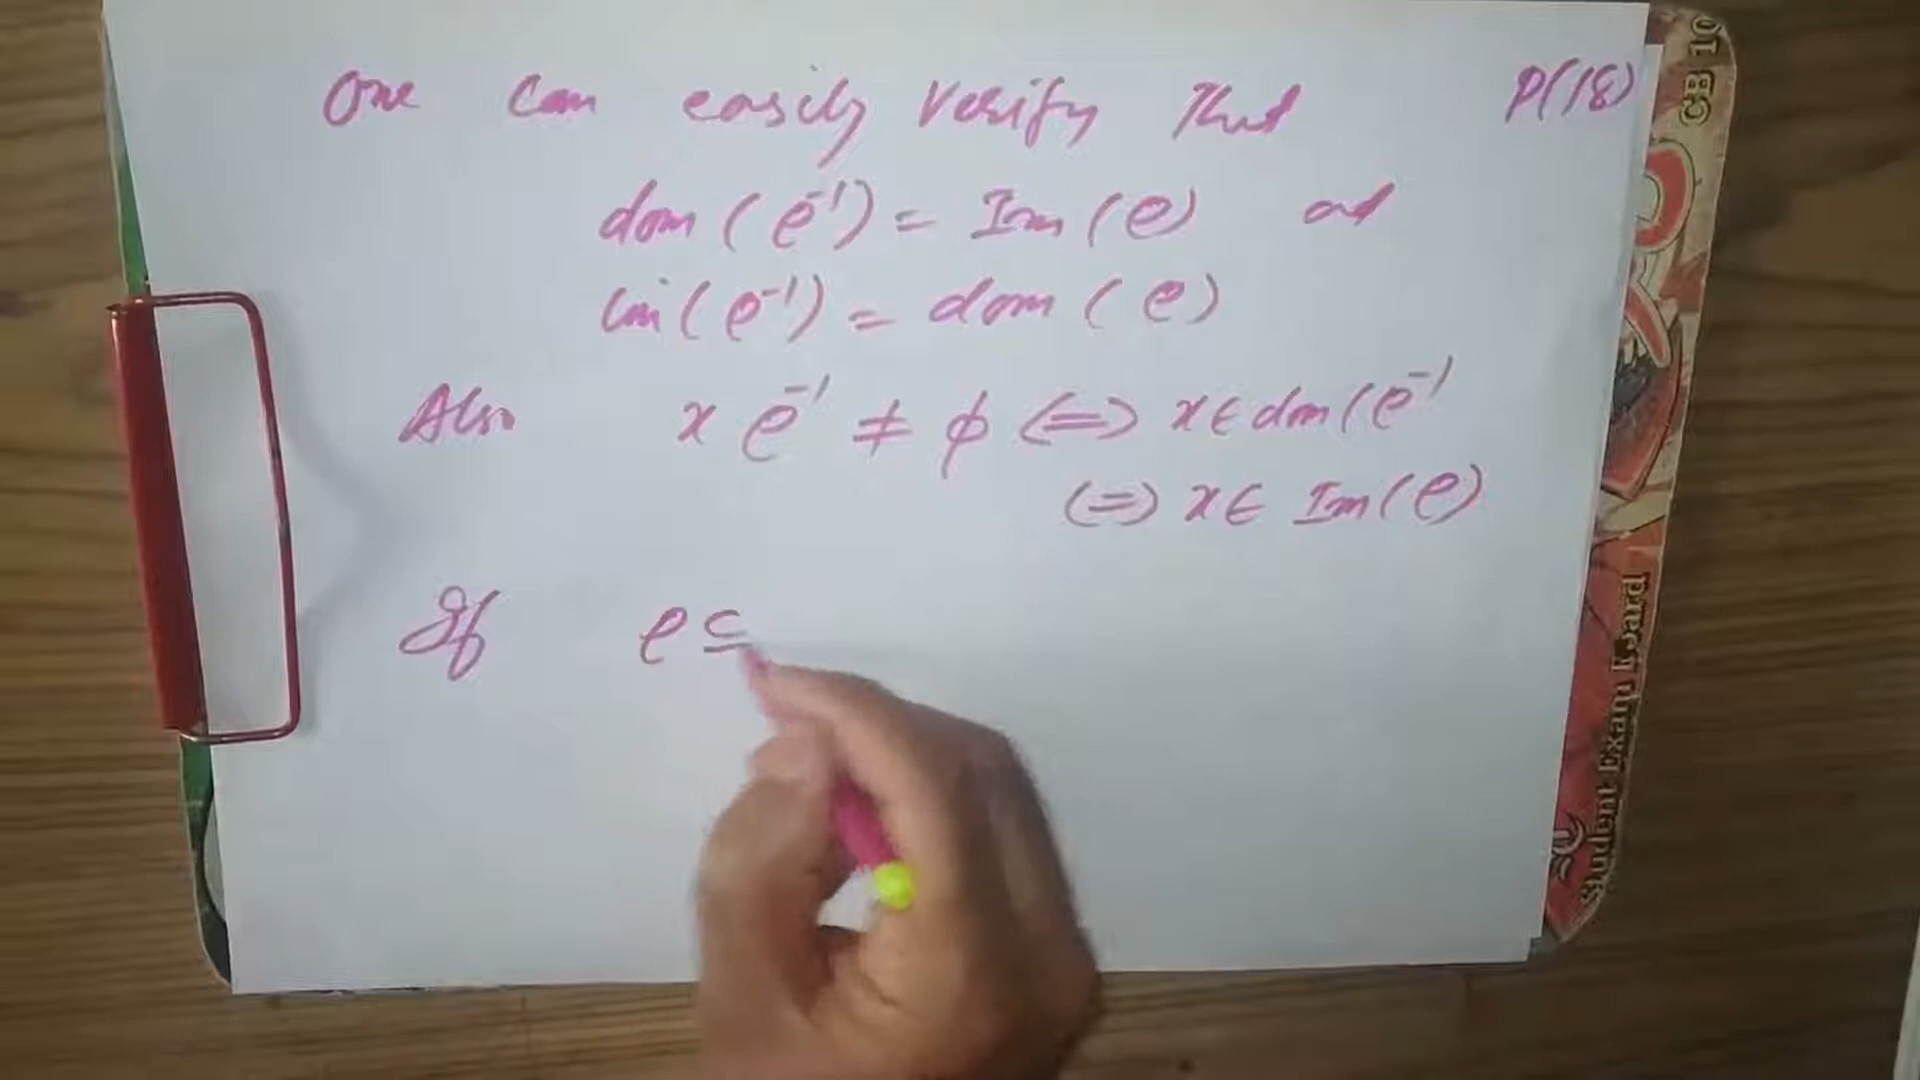 One can easily verify that P(18)
dom (ρ⁻¹) = Im (ρ) and
im (ρ⁻¹) = dom (ρ)
Also x ρ⁻¹ ≠ φ (=) x ∈ dom (ρ⁻¹
(=) x ∈ Im (ρ)
If ρ ⊆
CB 10
Student Exam Board